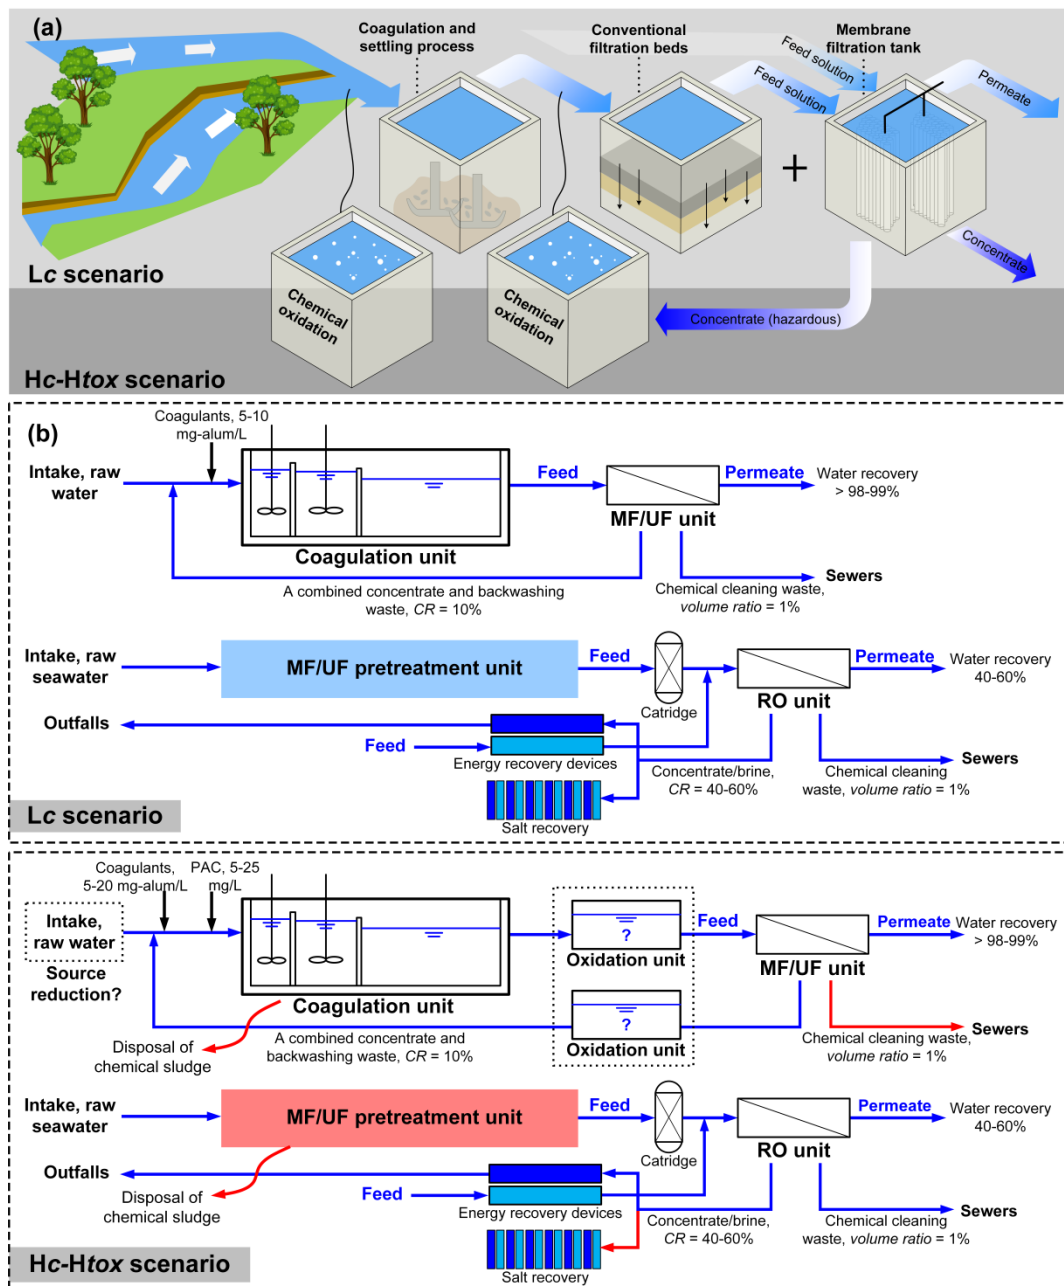 (a)
Coagulation and
settling process
Conventional
filtration beds
Membrane
filtration tank
Feed solution
Feed solution
Permeate
+
Concentrate
Lc scenario
Chemical
oxidation
Chemical
oxidation
Concentrate (hazardous)
Hc-Htox scenario
(b)
Coagulants, 5-10
mg-alum/L
Intake, raw
water
Feed
Permeate
Water recovery
> 98-99%
MF/UF unit
Coagulation unit
A combined concentrate and backwashing
waste, CR = 10%
Chemical cleaning waste,
volume ratio = 1%
Sewers
Intake, raw
seawater
MF/UF pretreatment unit
Feed
Permeate
Water recovery
40-60%
RO unit
Catridge
Outfalls
Feed
Energy recovery devices
Concentrate/brine,
CR = 40-60%
Chemical cleaning
waste, volume ratio = 1%
Sewers
Salt recovery
Lc scenario
Coagulants,
5-20 mg-alum/L
PAC, 5-25
mg/L
Intake,
raw water
Source
reduction?
?
Oxidation unit
Feed
Permeate
Water recovery
> 98-99%
MF/UF unit
Coagulation unit
?
Oxidation unit
A combined concentrate and
backwashing waste, CR = 10%
Chemical cleaning waste,
volume ratio = 1%
Sewers
Disposal of
chemical sludge
Intake, raw
seawater
MF/UF pretreatment unit
Feed
Permeate
Water recovery
40-60%
RO unit
Catridge
Outfalls
Disposal of
chemical sludge
Feed
Energy recovery devices
Concentrate/brine,
CR = 40-60%
Chemical cleaning
waste, volume ratio = 1%
Sewers
Salt recovery
Hc-Htox scenario